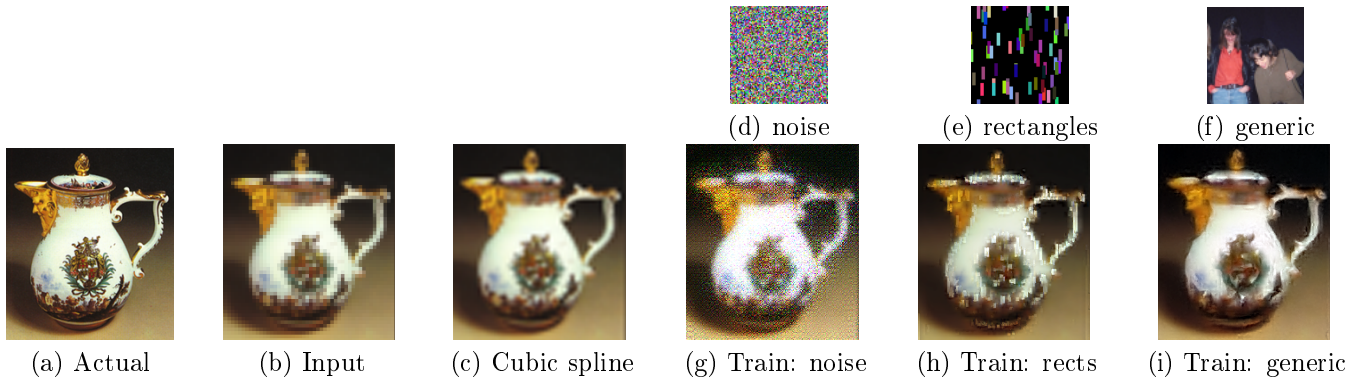 (d) noise
(e) rectangles
(f) generic
(a) Actual
(b) Input
(c) Cubic spline
(g) Train: noise
(h) Train: rects
(i) Train: generic